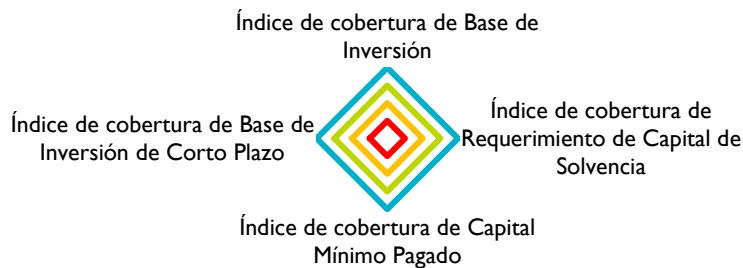 Índice de cobertura de Base de
Inversión
Índice de cobertura de Base de
Inversión de Corto Plazo
Índice de cobertura de
Requerimiento de Capital de
Solvencia
Índice de cobertura de Capital
Mínimo Pagado